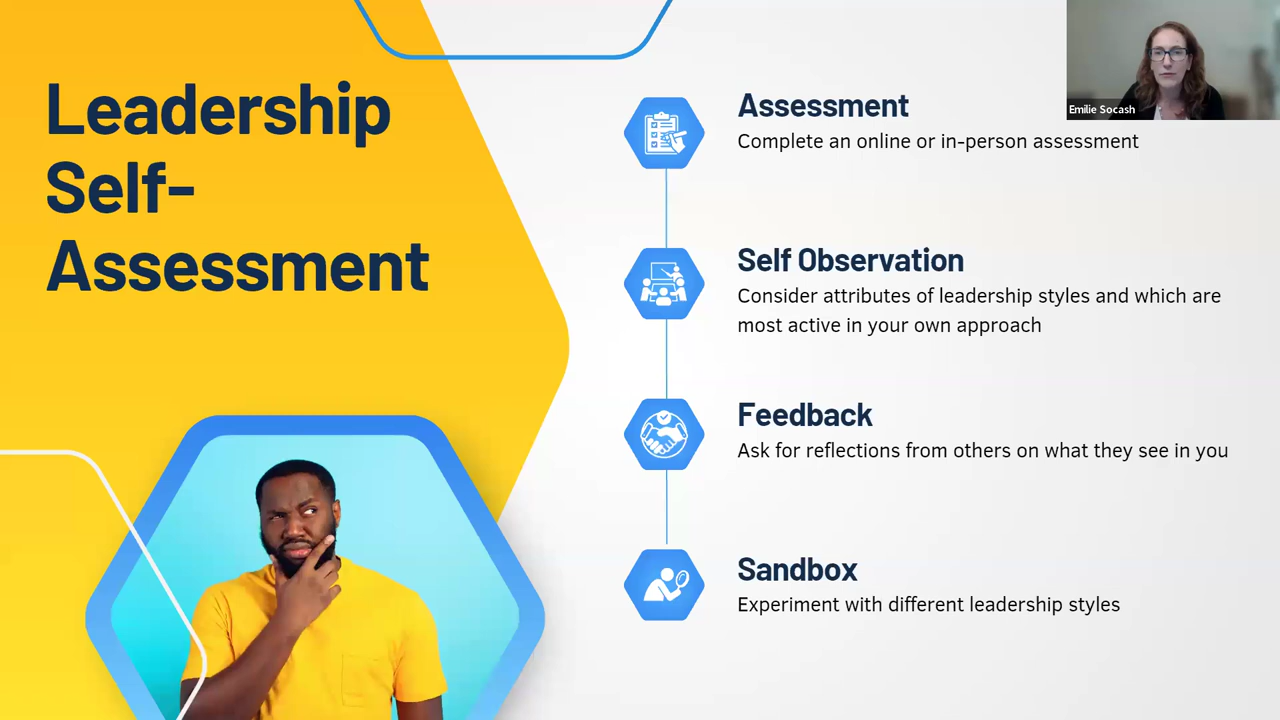 Leadership
Self-
Assessment
Assessment
Complete an online or in-person assessment
Emilie Socash
Self Observation
Consider attributes of leadership styles and which are
most active in your own approach
Feedback
Ask for reflections from others on what they see in you
Sandbox
Experiment with different leadership styles